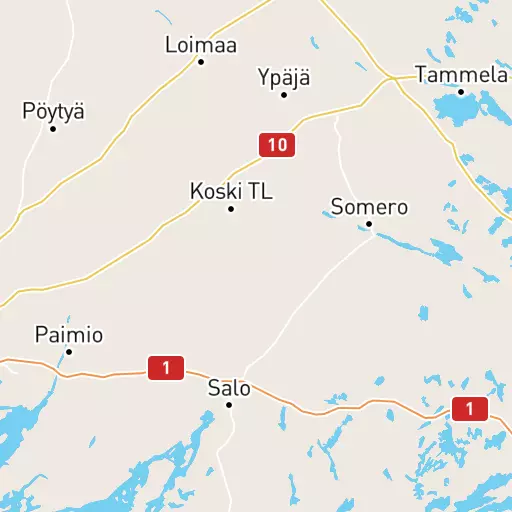 Loimaa
Ypäjä
Tammela
Pöytyä
10
Koski TL
Somero
Paimio
1
Salo
1